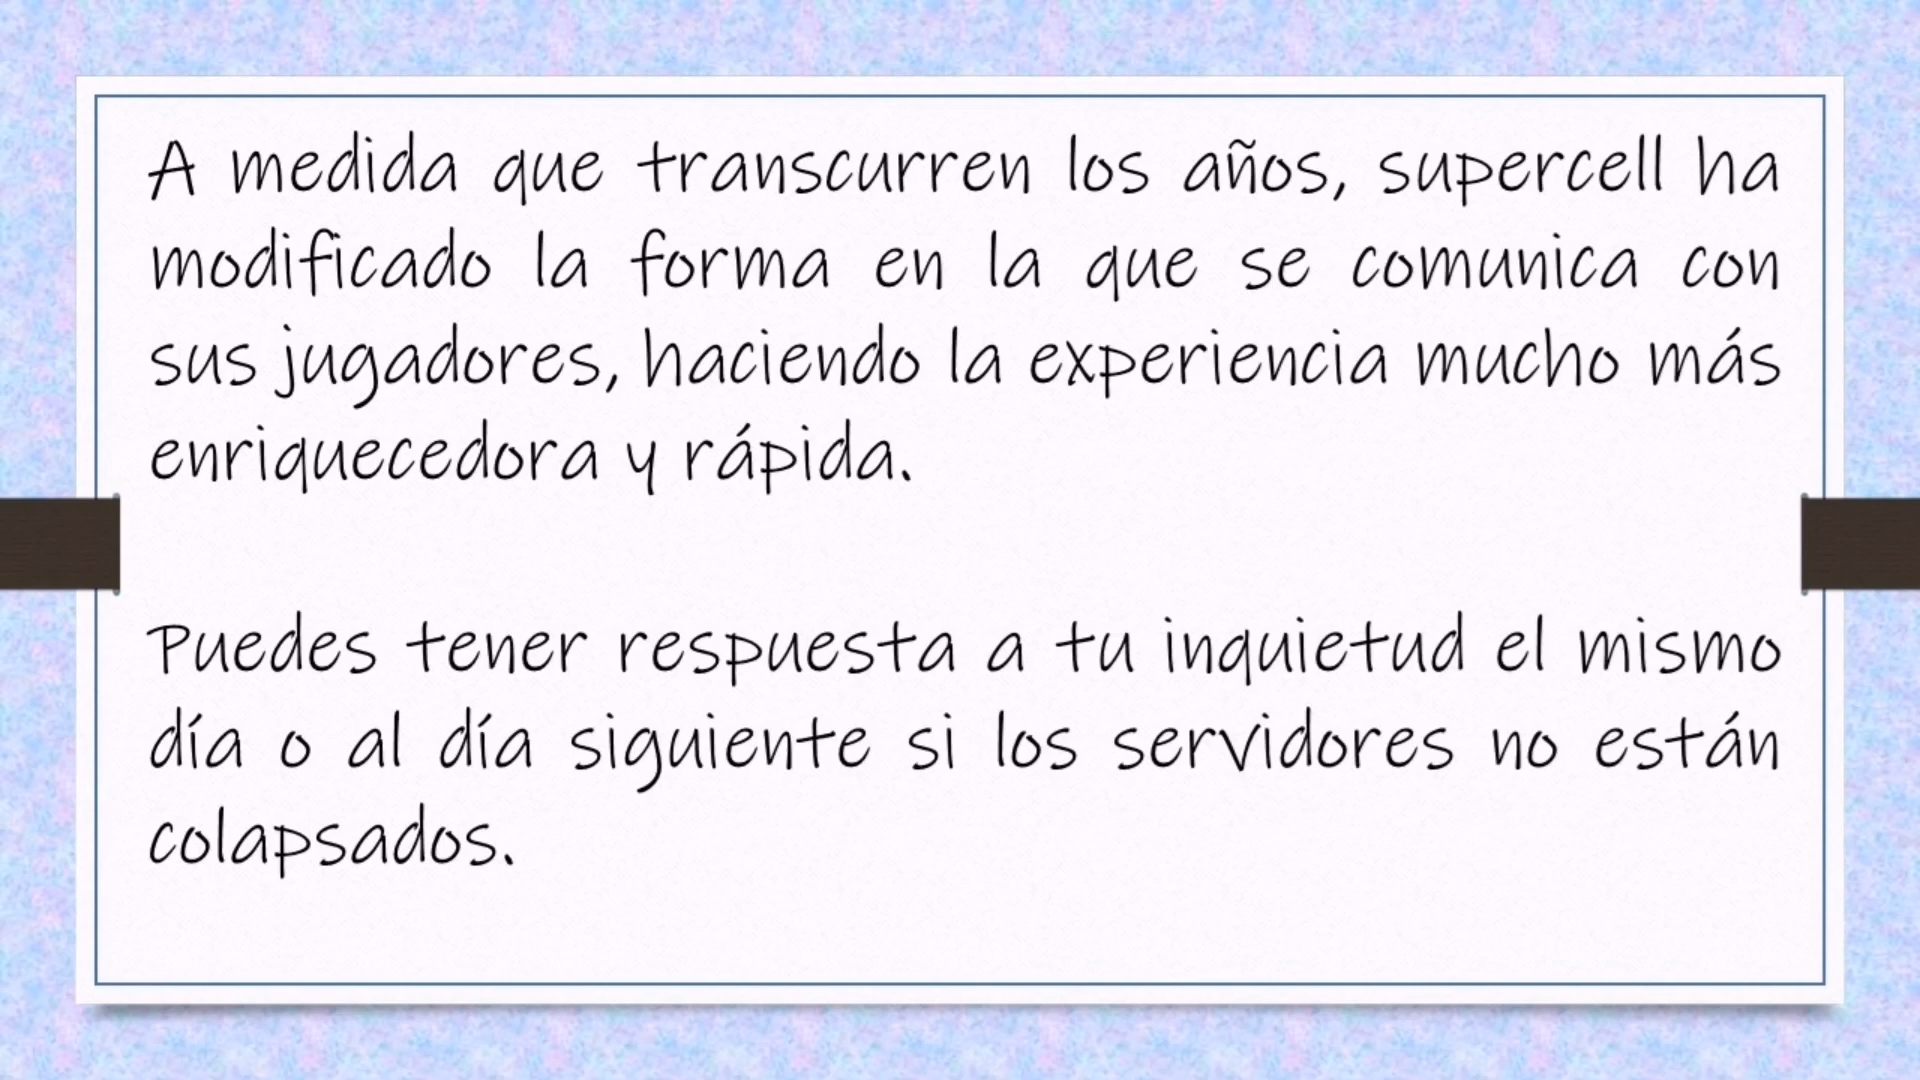 A medida que transcurren los años, supercell ha
modificado la forma en la que se comunica con
sus jugadores, haciendo la experiencia mucho más
enriquecedora y rápida.
Puedes tener respuesta a tu inquietud el mismo
día o al día siguiente si los servidores no están
colapsados.